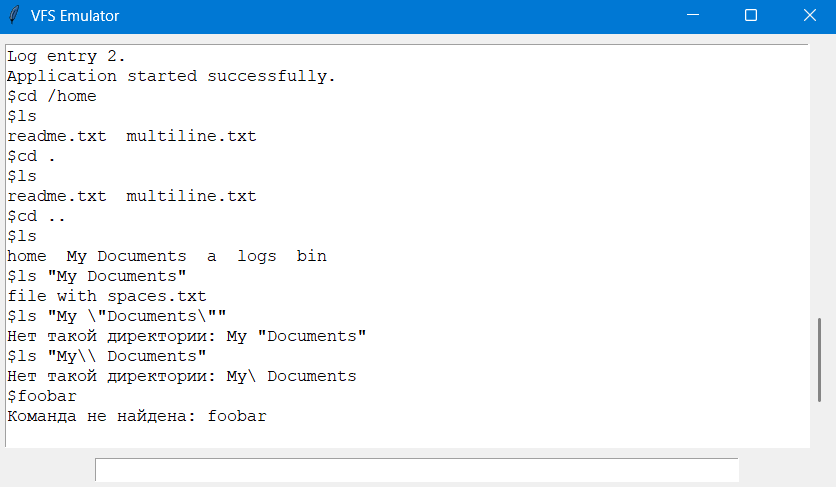 VFS Emulator
Log entry 2.
Application started successfully.
$cd /home
$ls
readme.txt  multiline.txt
$cd .
$ls
readme.txt  multiline.txt
$cd ..
$ls
home  My Documents  a  logs  bin
$ls "My Documents"
file with spaces.txt
$ls "My \"Documents\""
Нет такой директории: My "Documents"
$ls "My\\ Documents"
Нет такой директории: My\ Documents
$foobar
Команда не найдена: foobar